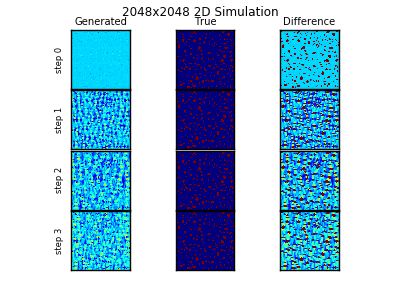 2048x2048 2D Simulation
Generated True Difference
step 0
step 1
step 2
step 3